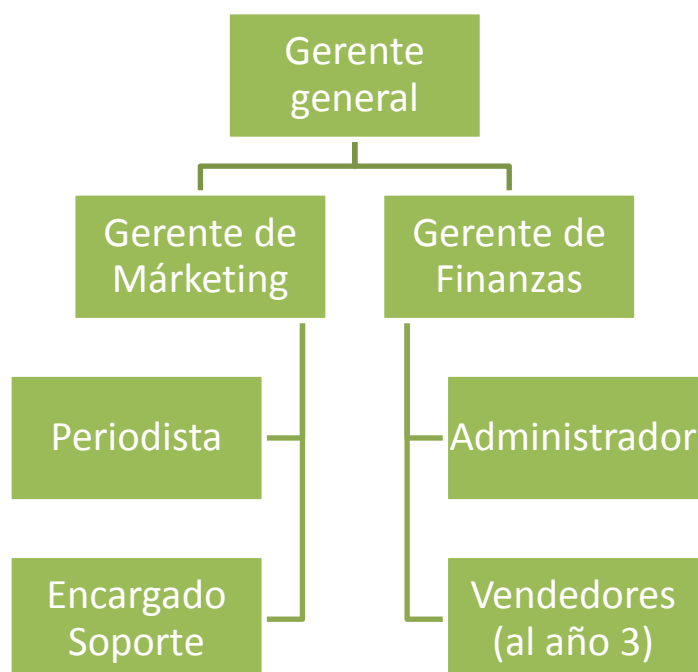 Gerente
general
Gerente de
Márketing
Gerente de
Finanzas
Periodista
Administrador
Encargado
Soporte
Vendedores
(al año 3)